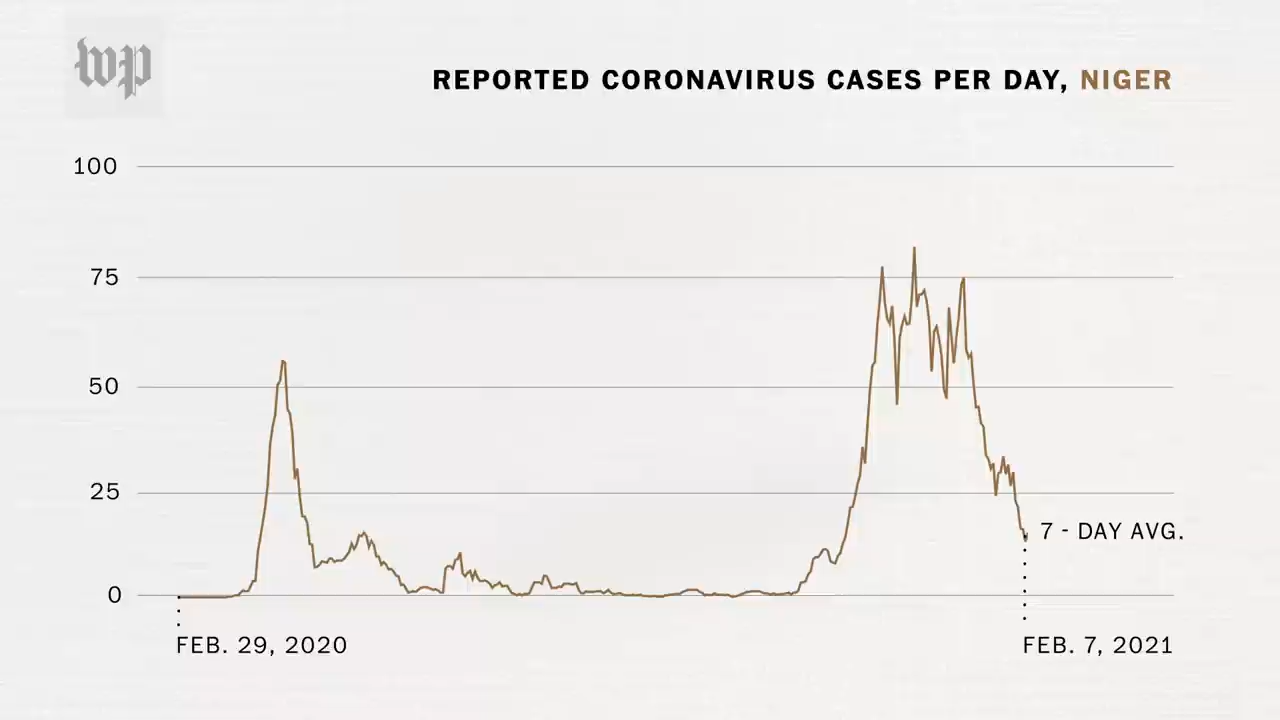 wp
REPORTED CORONAVIRUS CASES PER DAY, NIGER
100
75
50
25
0
7 - DAY AVG.
FEB. 29, 2020
FEB. 7, 2021